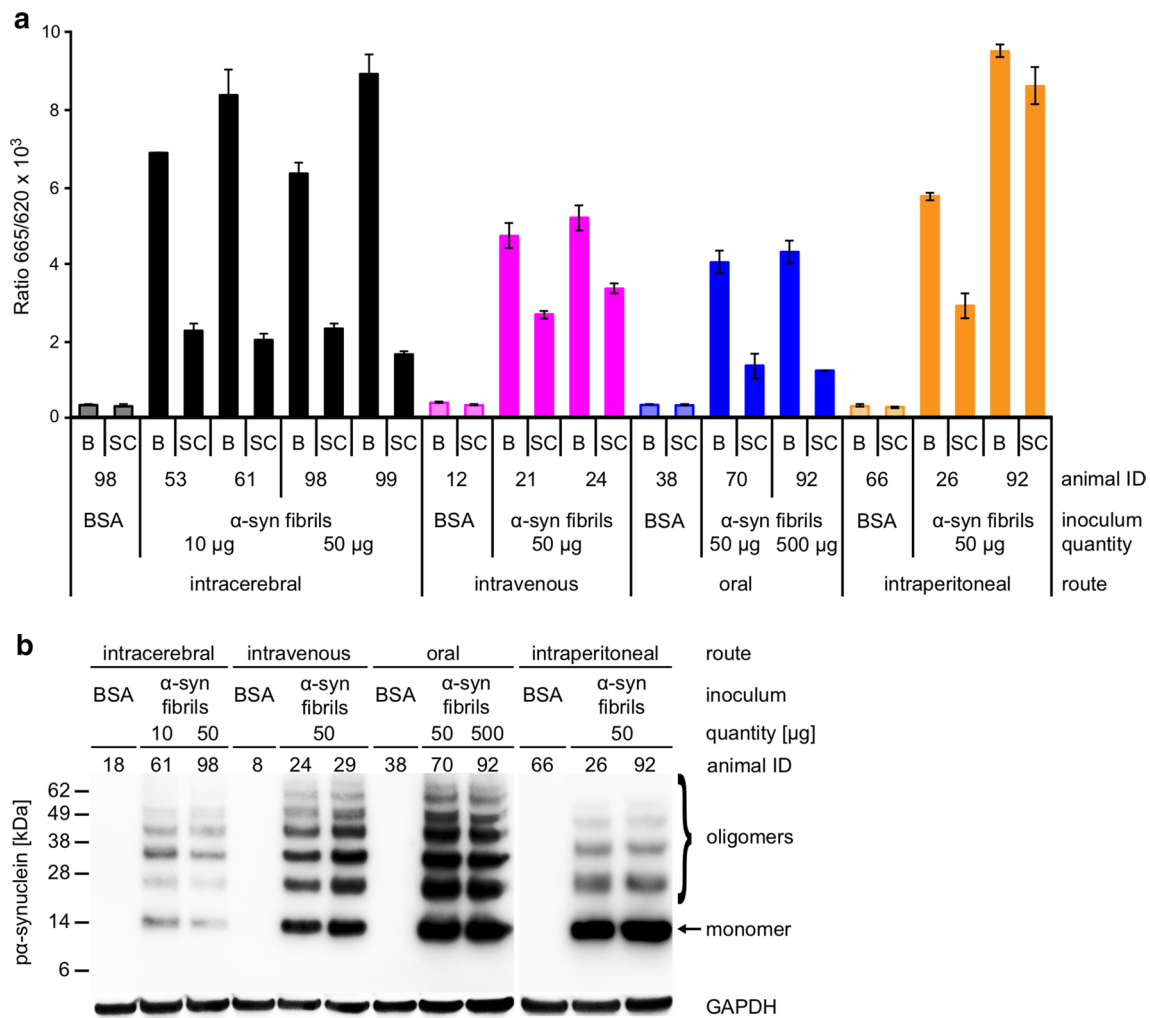 a
Ratio 665/620 x 10³
10
8
6
4
2
0
B SC B SC B SC B SC B SC B SC B SC B SC B SC B SC B SC B SC B SC B SC
98 53 61 98 99 12 21 24 38 70 92 66 26 92 animal ID
BSA α-syn fibrils BSA α-syn fibrils BSA α-syn fibrils BSA α-syn fibrils inoculum
10 µg 50 µg 50 µg 50 µg 500 µg 50 µg quantity
intracerebral intravenous oral intraperitoneal route
b
intracerebral intravenous oral intraperitoneal route
BSA α-syn BSA α-syn BSA α-syn BSA α-syn inoculum
fibrils fibrils fibrils fibrils
10 50 50 50 500 50 quantity [µg]
18 61 98 8 24 29 38 70 92 66 26 92 animal ID
pα-synuclein [kDa]
62
49
38
28
14
6
oligomers
monomer
GAPDH